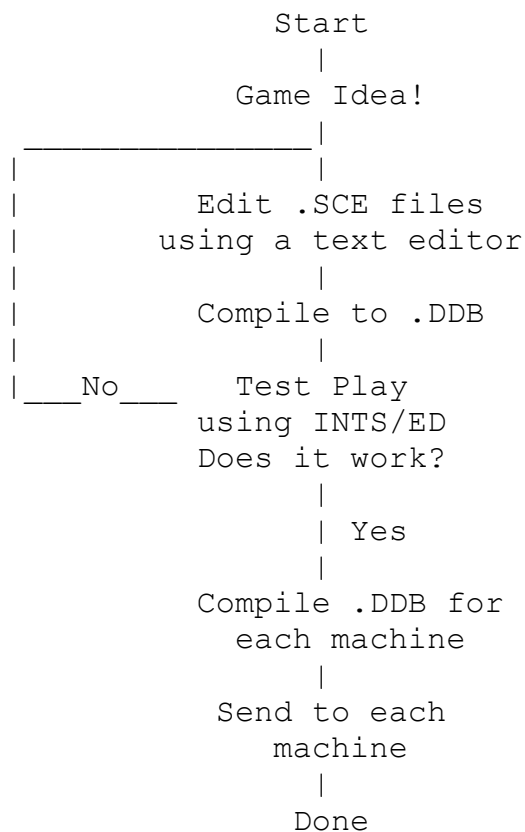 Start
Game Idea!
Edit .SCE files
using a text editor
Compile to .DDB
No Test Play
using INTS/ED
Does it work?
Yes
Compile .DDB for
each machine
Send to each
machine
Done